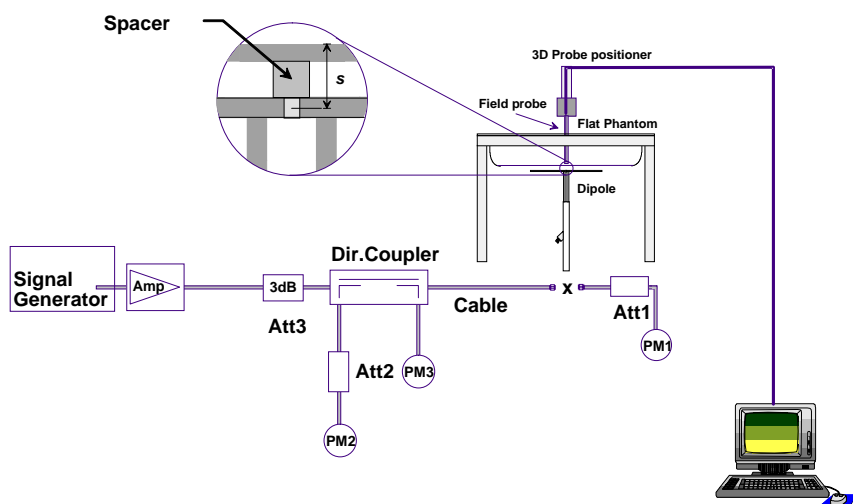 Spacer
s
3D Probe positioner
Field probe
Flat Phantom
Dipole
Signal
Generator
Amp
3dB
Att3
Dir.Coupler
Cable
x
Att1
PM1
Att2
PM3
PM2